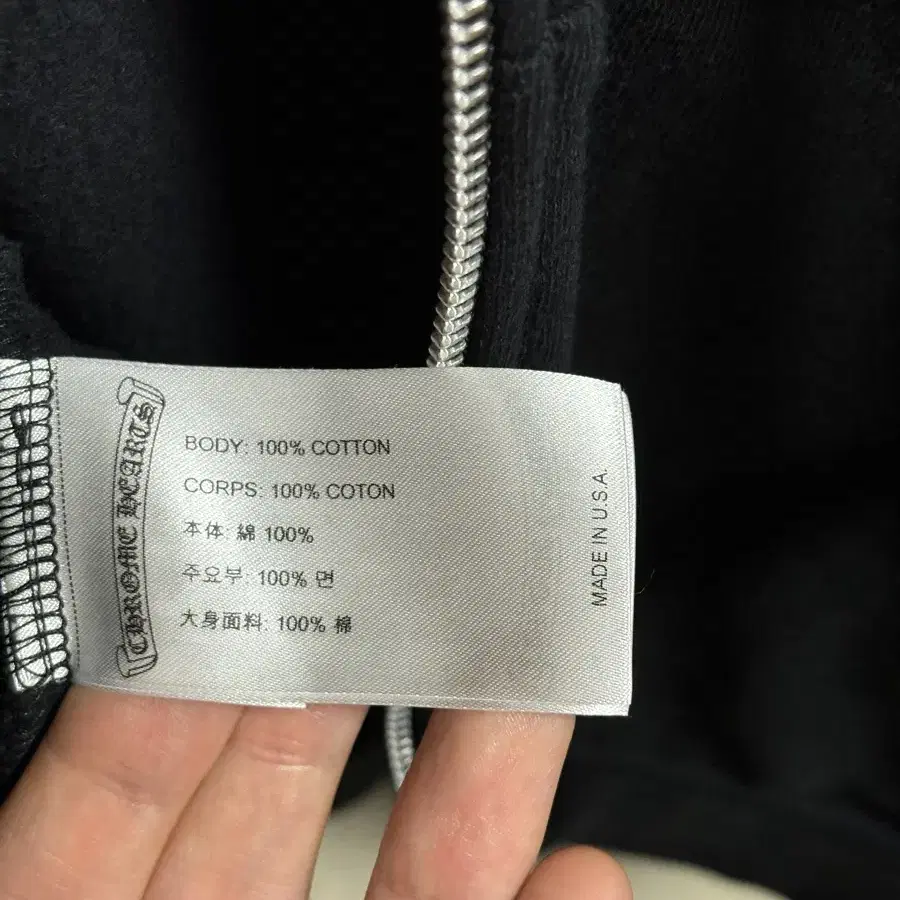 CHROME HEARTS
BODY: 100% COTTON
CORPS: 100% COTON
本体: 綿 100%
주요부: 100% 면
大身面料: 100% 棉
MADE IN U.S.A.